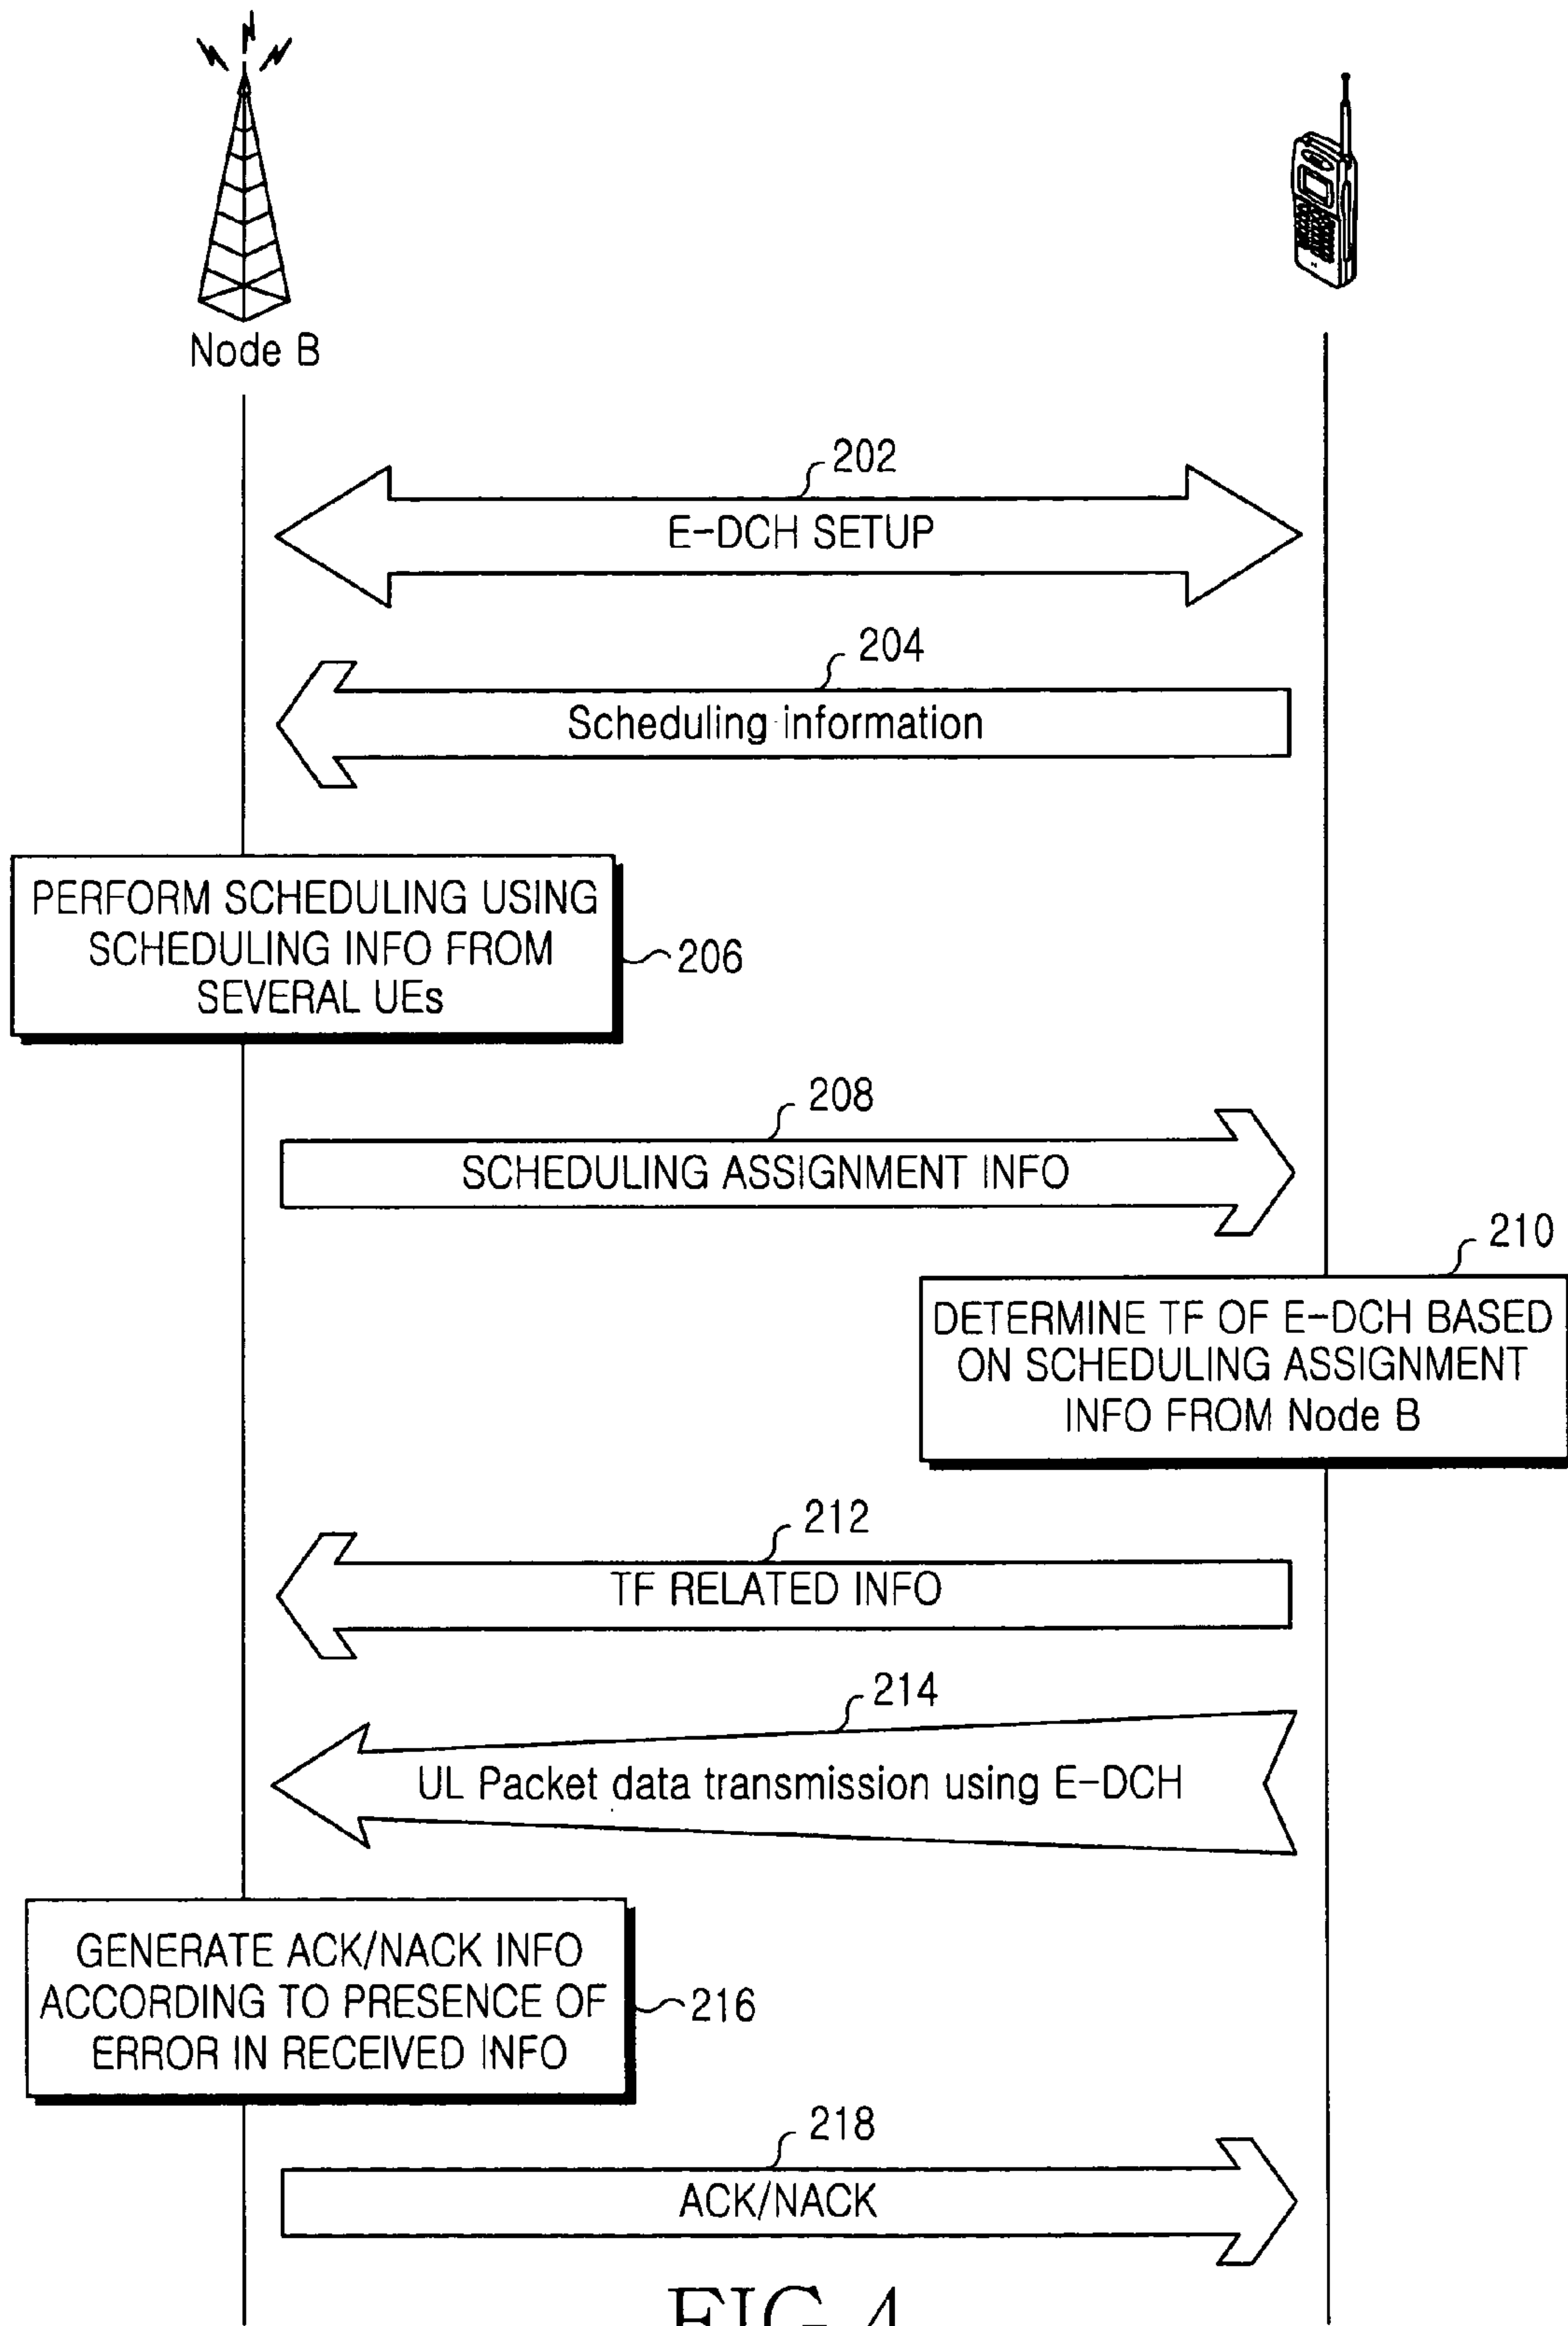 Node B
202
E-DCH SETUP
204
Scheduling information
PERFORM SCHEDULING USING
SCHEDULING INFO FROM
SEVERAL UEs
206
208
SCHEDULING ASSIGNMENT INFO
210
DETERMINE TF OF E-DCH BASED
ON SCHEDULING ASSIGNMENT
INFO FROM Node B
212
TF RELATED INFO
214
UL Packet data transmission using E-DCH
GENERATE ACK/NACK INFO
ACCORDING TO PRESENCE OF
ERROR IN RECEIVED INFO
216
218
ACK/NACK
FIG. 4